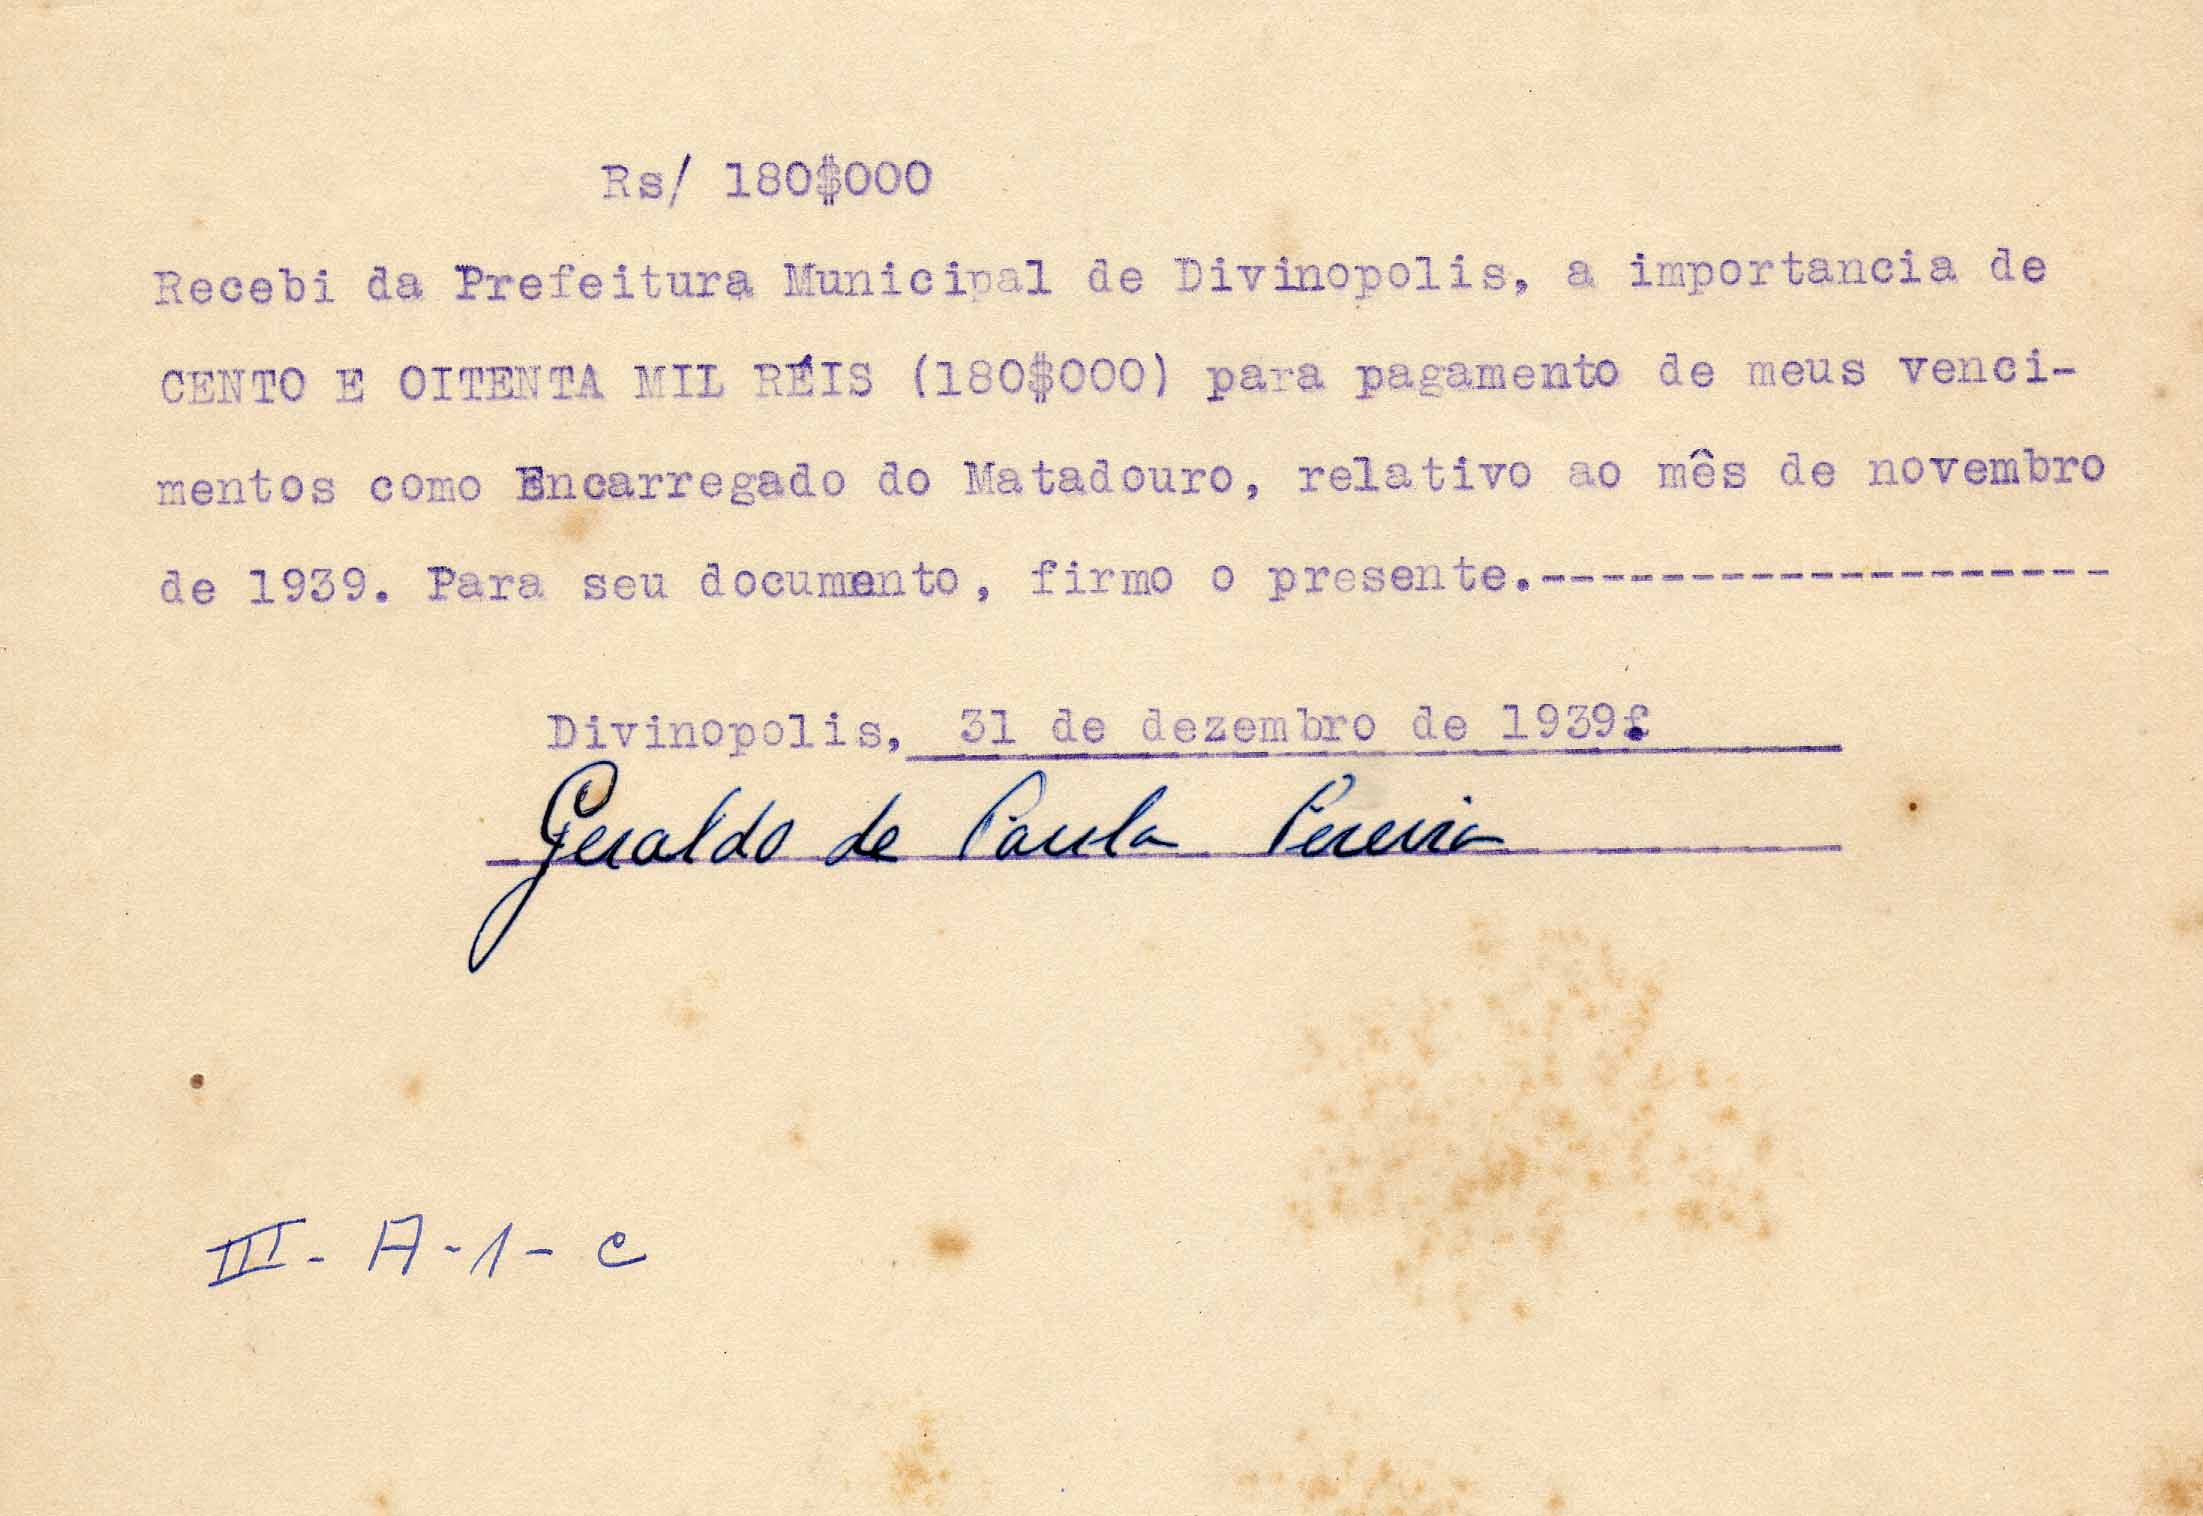 Rs/ 180$000
Recebi da Prefeitura Municipal de Divinopolis, a importancia de
CENTO E OITENTA MIL RÉIS (180$000) para pagamento de meus venci-
mentos como Encarregado do Matadouro, relativo ao mês de novembro
de 1939. Para seu documento, firmo o presente.-------------------
Divinopolis, 31 de dezembro de 1939.
Geraldo de Paula Pereira
III - A - 1 - c